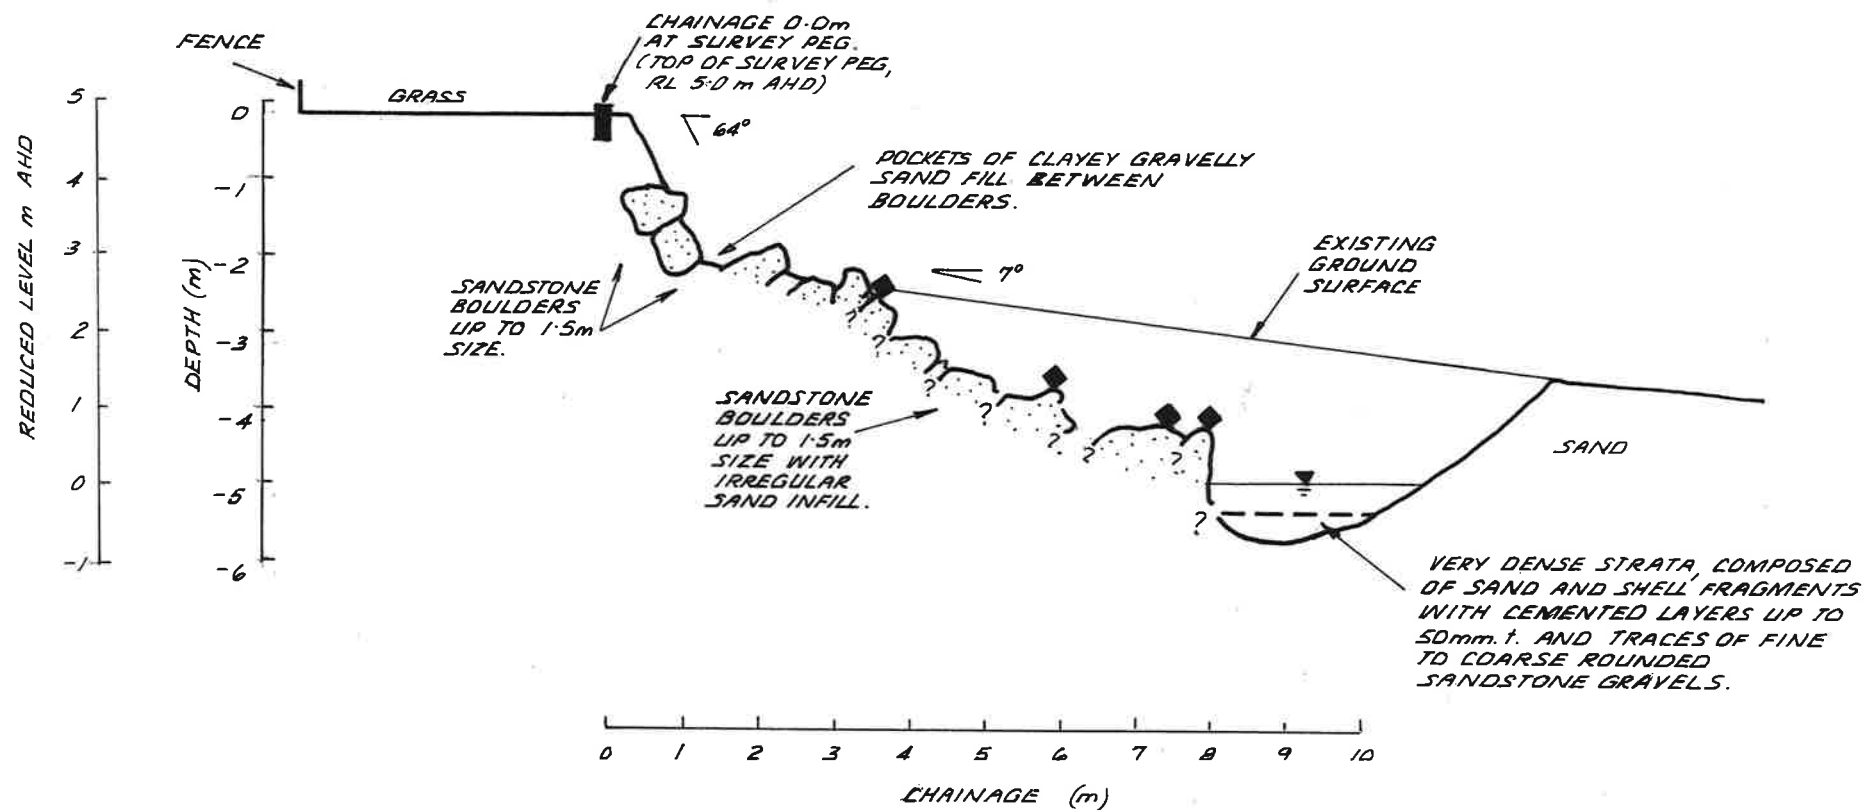 CHAINAGE 0.0m
AT SURVEY PEG.
(TOP OF SURVEY PEG,
RL 5.0 m AHD)
FENCE
GRASS
64°
POCKETS OF CLAYEY GRAVELLY
SAND FILL BETWEEN
BOULDERS.
EXISTING
GROUND
SURFACE
7°
SANDSTONE
BOULDERS
UP TO 1.5m
SIZE.
SANDSTONE
BOULDERS
UP TO 1.5m
SIZE WITH
IRREGULAR
SAND INFILL.
SAND
VERY DENSE STRATA, COMPOSED
OF SAND AND SHELL FRAGMENTS
WITH CEMENTED LAYERS UP TO
50mm.t. AND TRACES OF FINE
TO COARSE ROUNDED
SANDSTONE GRAVELS.
? ? ? ? ? ? ? ?
REDUCED LEVEL m AHD
5
4
3
2
1
0
-1
DEPTH (m)
0
-1
-2
-3
-4
-5
-6
0 1 2 3 4 5 6 7 8 9 10
CHAINAGE (m)